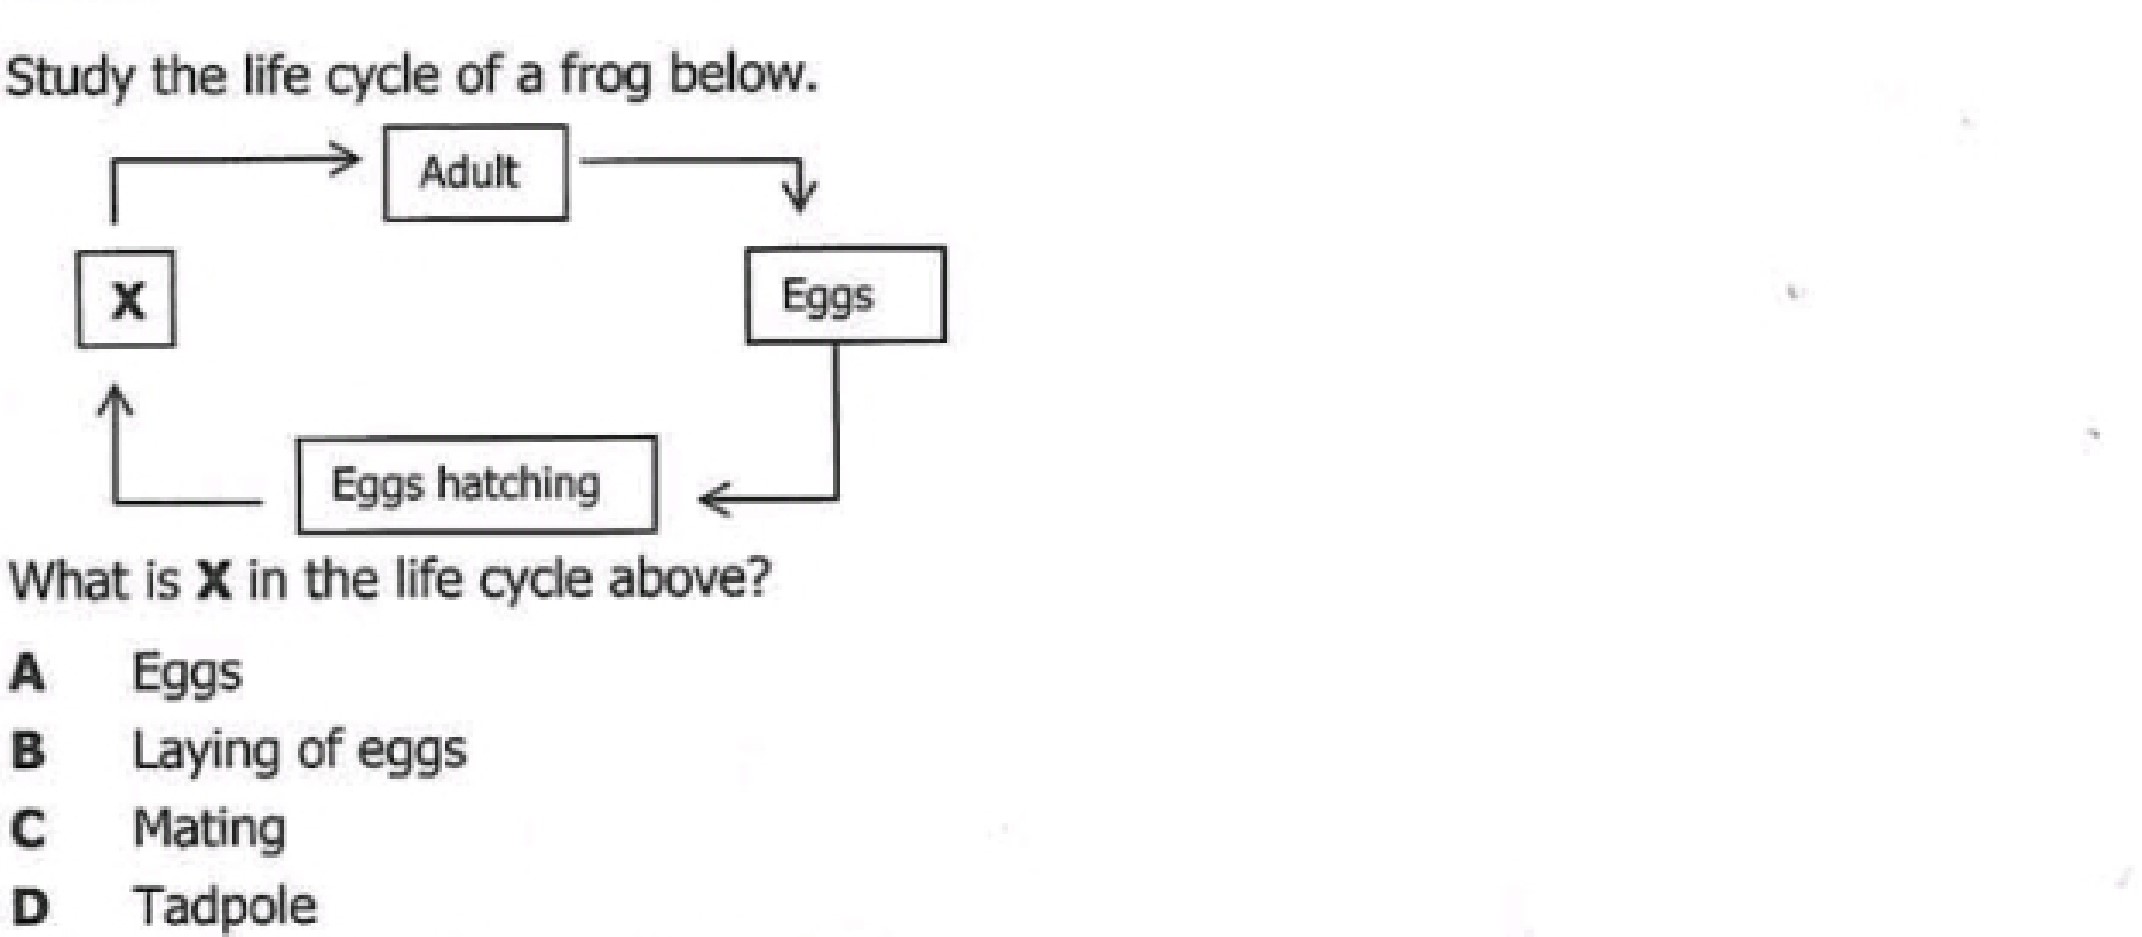 Study the life cycle of a frog below.
Adult
X
Eggs
Eggs hatching
What is X in the life cycle above?
A Eggs
B Laying of eggs
C Mating
D Tadpole